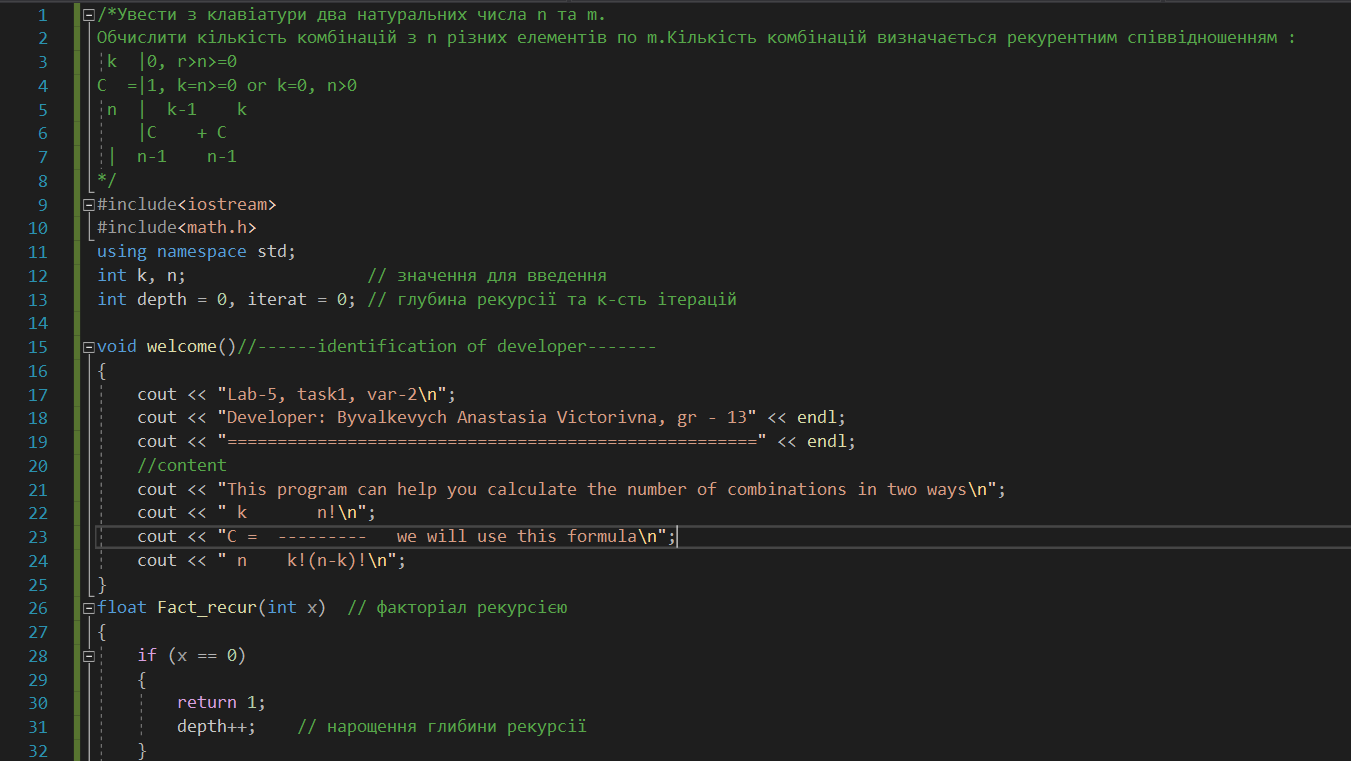 1 /*Увести з клавіатури два натуральних числа n та m.
2 Обчислити кількість комбінацій з n різних елементів по m.Кількість комбінацій визначається рекурентним співвідношенням :
3  k  |0, r>n>=0
4 C  =|1, k=n>=0 or k=0, n>0
5  n  |  k-1    k
6     |C    + C
7  |  n-1    n-1
8 */
9 #include<iostream>
10 #include<math.h>
11 using namespace std;
12 int k, n;                  // значення для введення
13 int depth = 0, iterat = 0; // глубина рекурсії та к-сть ітерацій
14
15 void welcome()//------identification of developer-------
16 {
17     cout << "Lab-5, task1, var-2\n";
18     cout << "Developer: Byvalkevych Anastasia Victorivna, gr - 13" << endl;
19     cout << "=====================================================" << endl;
20     //content
21     cout << "This program can help you calculate the number of combinations in two ways\n";
22     cout << " k       n!\n";
23     cout << "C =  ---------   we will use this formula\n";
24     cout << " n    k!(n-k)!\n";
25 }
26 float Fact_recur(int x)  // факторіал рекурсією
27 {
28     if (x == 0)
29     {
30         return 1;
31         depth++;    // нарощення глибини рекурсії
32     }